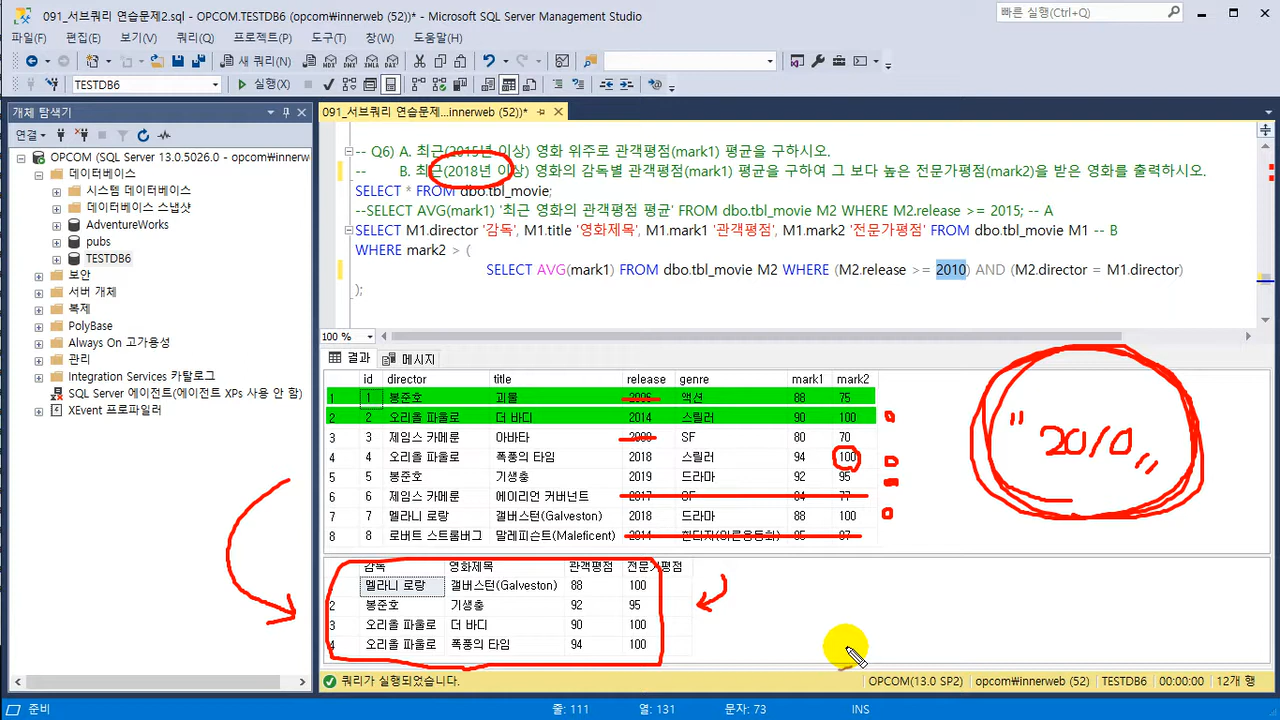 091_서브쿼리 연습문제2.sql - OPCOM.TESTDB6 (opcom￦innerweb (52))* - Microsoft SQL Server Management Studio
빠른 실행(Ctrl+Q)
파일(F) 편집(E) 보기(V) 쿼리(Q) 프로젝트(P) 도구(T) 창(W) 도움말(H)
새 쿼리(N)
TESTDB6 실행(X)
개체 탐색기
연결
OPCOM (SQL Server 13.0.5026.0 - opcom￦innerw
데이터베이스
시스템 데이터베이스
데이터베이스 스냅샷
AdventureWorks
pubs
TESTDB6
보안
서버 개체
복제
PolyBase
Always On 고가용성
관리
Integration Services 카탈로그
SQL Server 에이전트(에이전트 XPs 사용 안 함)
XEvent 프로파일러
091_서브쿼리 연습문제...innerweb (52))*
-- Q6) A. 최근(2015년 이상) 영화 위주로 관객평점(mark1) 평균을 구하시오.
-- B. 최근(2018년 이상) 영화의 감독별 관객평점(mark1) 평균을 구하여 그 보다 높은 전문가평점(mark2)을 받은 영화를 출력하시오.
SELECT * FROM dbo.tbl_movie;
--SELECT AVG(mark1) '최근 영화의 관객평점 평균' FROM dbo.tbl_movie M2 WHERE M2.release >= 2015; -- A
SELECT M1.director '감독', M1.title '영화제목', M1.mark1 '관객평점', M1.mark2 '전문가평점' FROM dbo.tbl_movie M1 -- B
WHERE mark2 > (
SELECT AVG(mark1) FROM dbo.tbl_movie M2 WHERE (M2.release >= 2010) AND (M2.director = M1.director)
);
100 %
결과 메시지
id director title release genre mark1 mark2
1 1 봉준호 괴물 2006 액션 88 75
2 2 오리올 파울로 더 바디 2014 스릴러 90 100
3 3 제임스 카메룬 아바타 2009 SF 80 70
4 4 오리올 파울로 폭풍의 타임 2018 스릴러 94 100
5 5 봉준호 기생충 2019 드라마 92 95
6 6 제임스 카메룬 에이리언 커버넌트 2017 SF 84 77
7 7 멜라니 로랑 갤버스턴(Galveston) 2018 드라마 88 100
8 8 로버트 스트롬버그 말레피센트(Maleficent) 2014
"2010"
감독 영화제목 관객평점 전문가평점
멜라니 로랑 갤버스턴(Galveston) 88 100
2 봉준호 기생충 92 95
3 오리올 파울로 더 바디 90 100
4 오리올 파울로 폭풍의 타임 94 100
쿼리가 실행되었습니다. OPCOM(13.0 SP2) opcom￦innerweb (52) TESTDB6 00:00:00 12개 행
준비 줄: 111 열: 131 문자: 73 INS